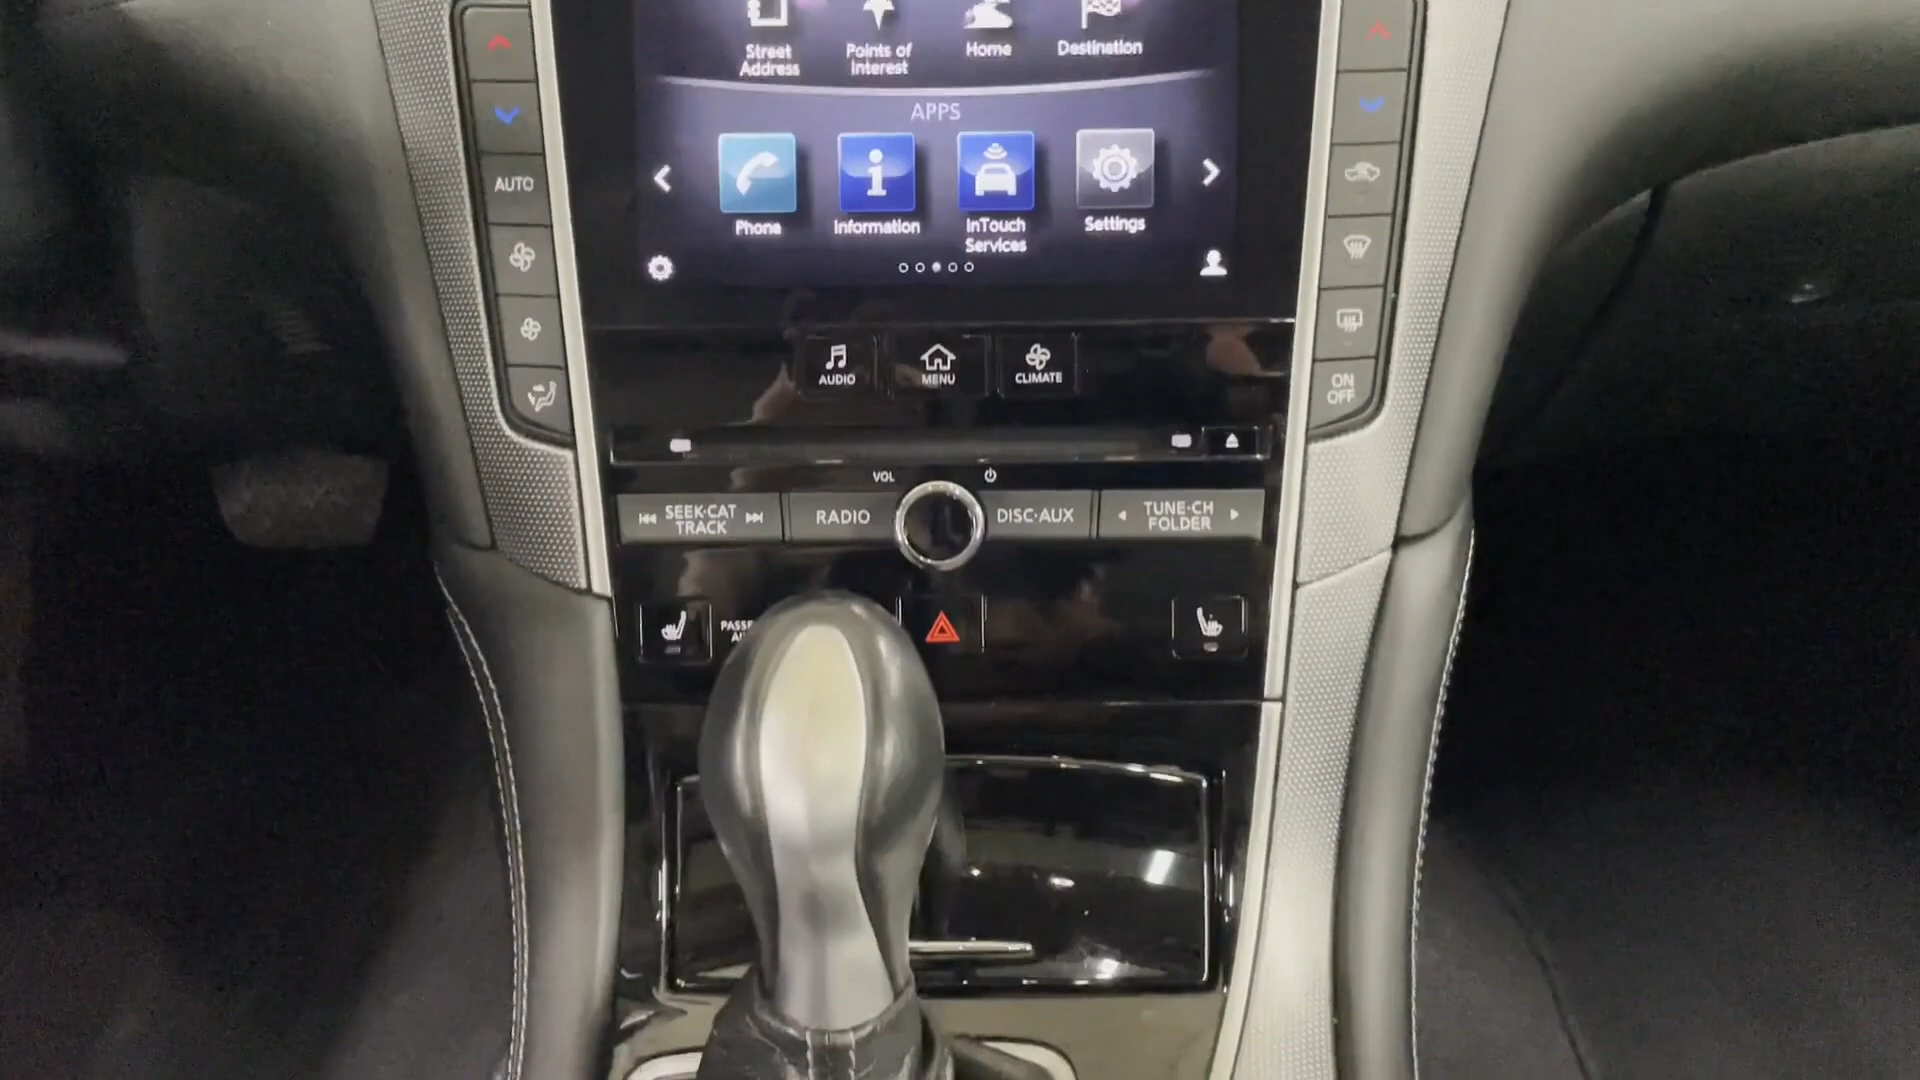 Street
Address
Points of
Interest
Home
Destination
APPS
Phone
Information
InTouch
Services
Settings
AUTO
ON
OFF
AUDIO
MENU
CLIMATE
VOL
SEEK·CAT
TRACK
RADIO
DISC·AUX
TUNE·CH
FOLDER